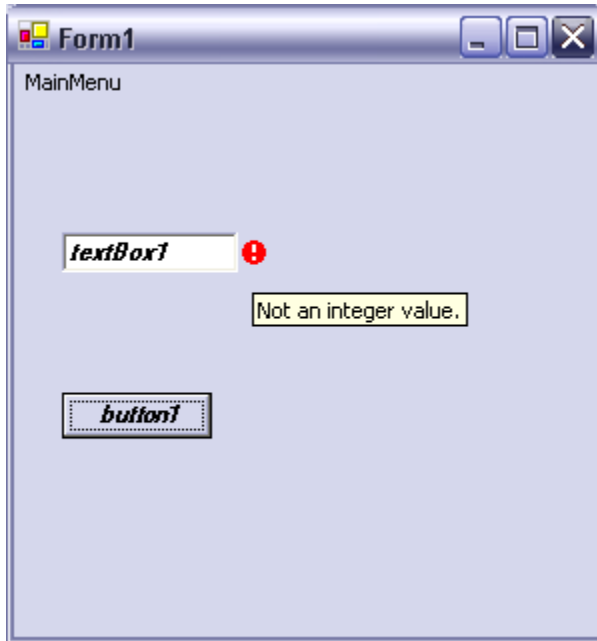 Form1
MainMenu
textBox1
Not an integer value.
button1